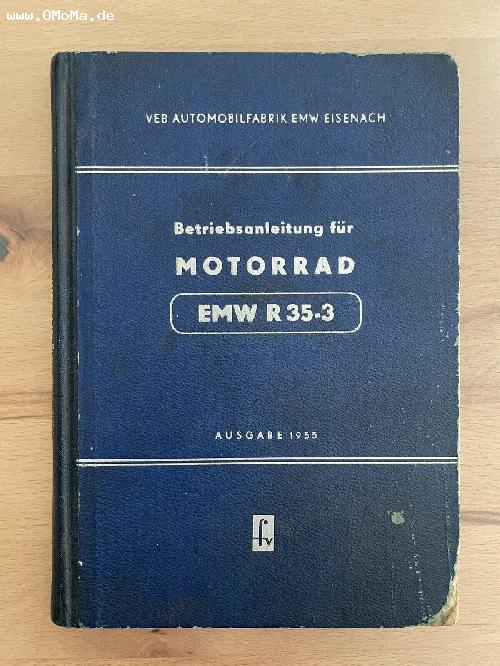 www.OMoMa.de
VEB AUTOMOBILFABRIK EMW EISENACH
Betriebsanleitung für
MOTORRAD
EMW R 35-3
AUSGABE 1955
fv